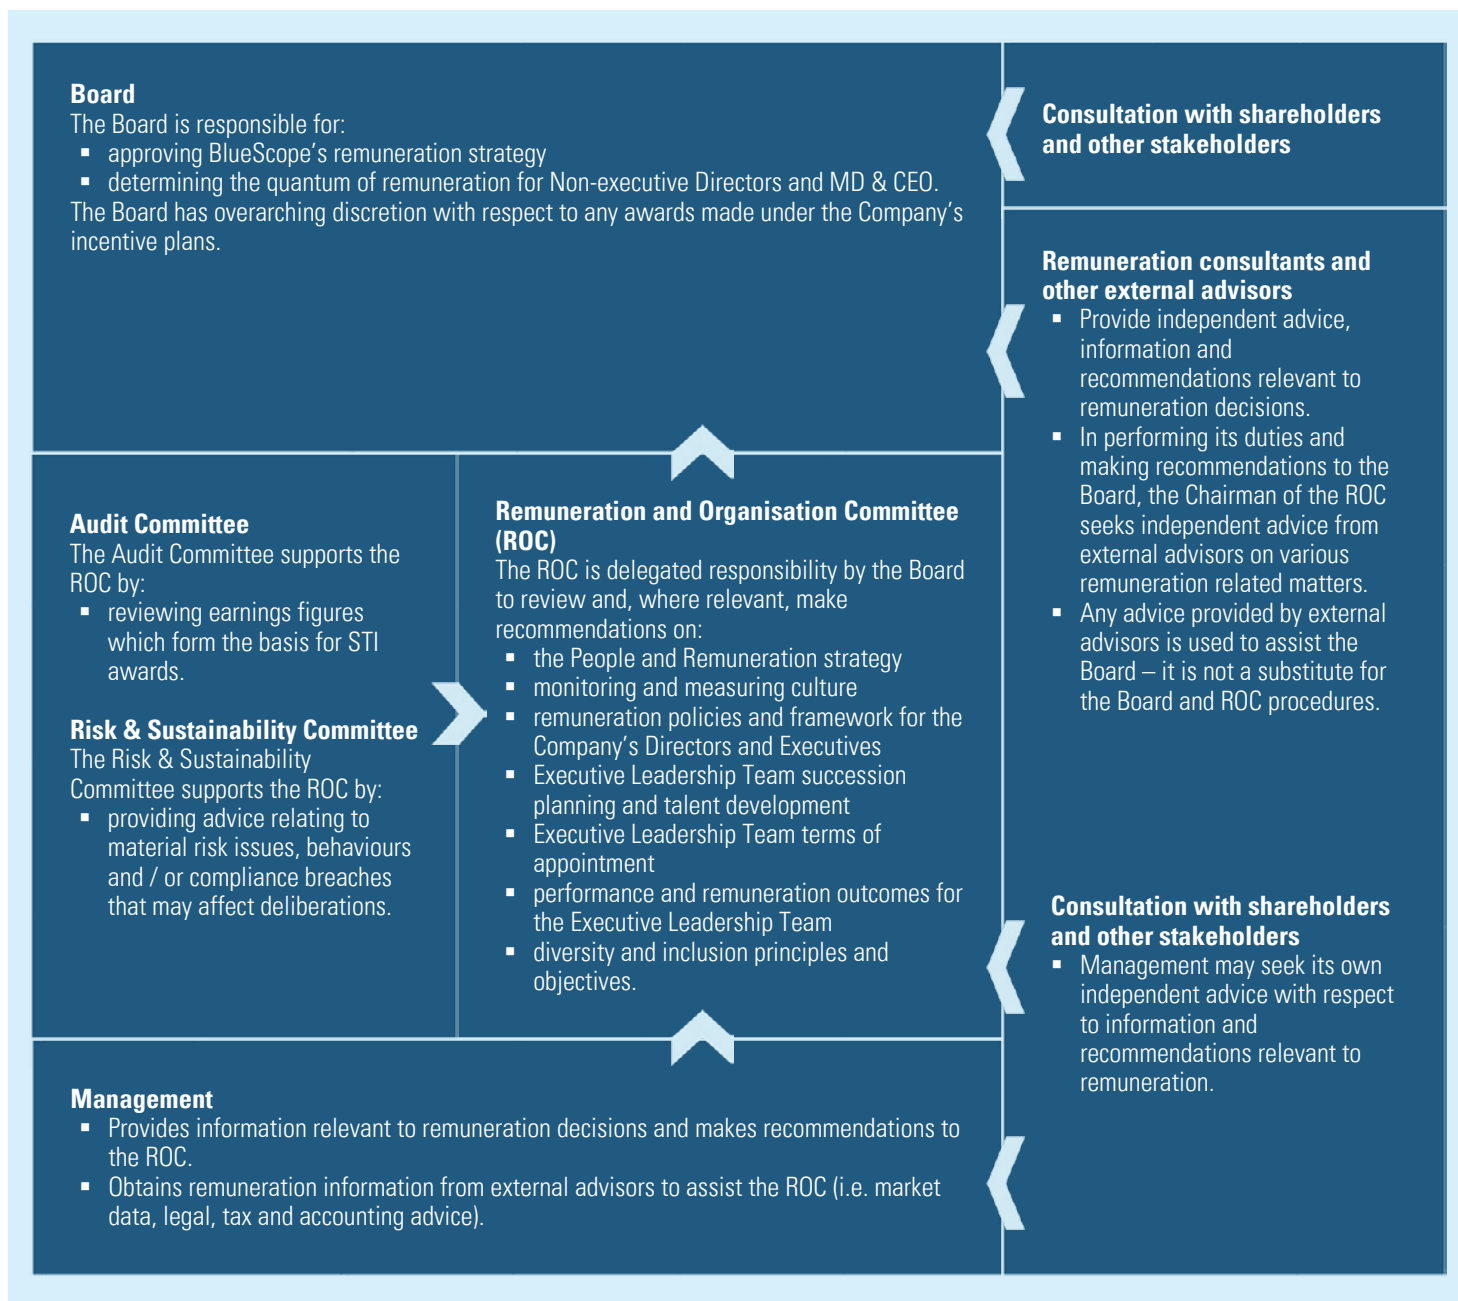 Board
The Board is responsible for:
▪ approving BlueScope's remuneration strategy
▪ determining the quantum of remuneration for Non-executive Directors and MD & CEO.
The Board has overarching discretion with respect to any awards made under the Company's
incentive plans.
Consultation with shareholders
and other stakeholders
Remuneration consultants and
other external advisors
▪ Provide independent advice,
information and
recommendations relevant to
remuneration decisions.
▪ In performing its duties and
making recommendations to the
Board, the Chairman of the ROC
seeks independent advice from
external advisors on various
remuneration related matters.
▪ Any advice provided by external
advisors is used to assist the
Board – it is not a substitute for
the Board and ROC procedures.
Audit Committee
The Audit Committee supports the
ROC by:
▪ reviewing earnings figures
which form the basis for STI
awards.
Risk & Sustainability Committee
The Risk & Sustainability
Committee supports the ROC by:
▪ providing advice relating to
material risk issues, behaviours
and / or compliance breaches
that may affect deliberations.
Remuneration and Organisation Committee
(ROC)
The ROC is delegated responsibility by the Board
to review and, where relevant, make
recommendations on:
▪ the People and Remuneration strategy
▪ monitoring and measuring culture
▪ remuneration policies and framework for the
Company's Directors and Executives
▪ Executive Leadership Team succession
planning and talent development
▪ Executive Leadership Team terms of
appointment
▪ performance and remuneration outcomes for
the Executive Leadership Team
▪ diversity and inclusion principles and
objectives.
Consultation with shareholders
and other stakeholders
▪ Management may seek its own
independent advice with respect
to information and
recommendations relevant to
remuneration.
Management
▪ Provides information relevant to remuneration decisions and makes recommendations to
the ROC.
▪ Obtains remuneration information from external advisors to assist the ROC (i.e. market
data, legal, tax and accounting advice).